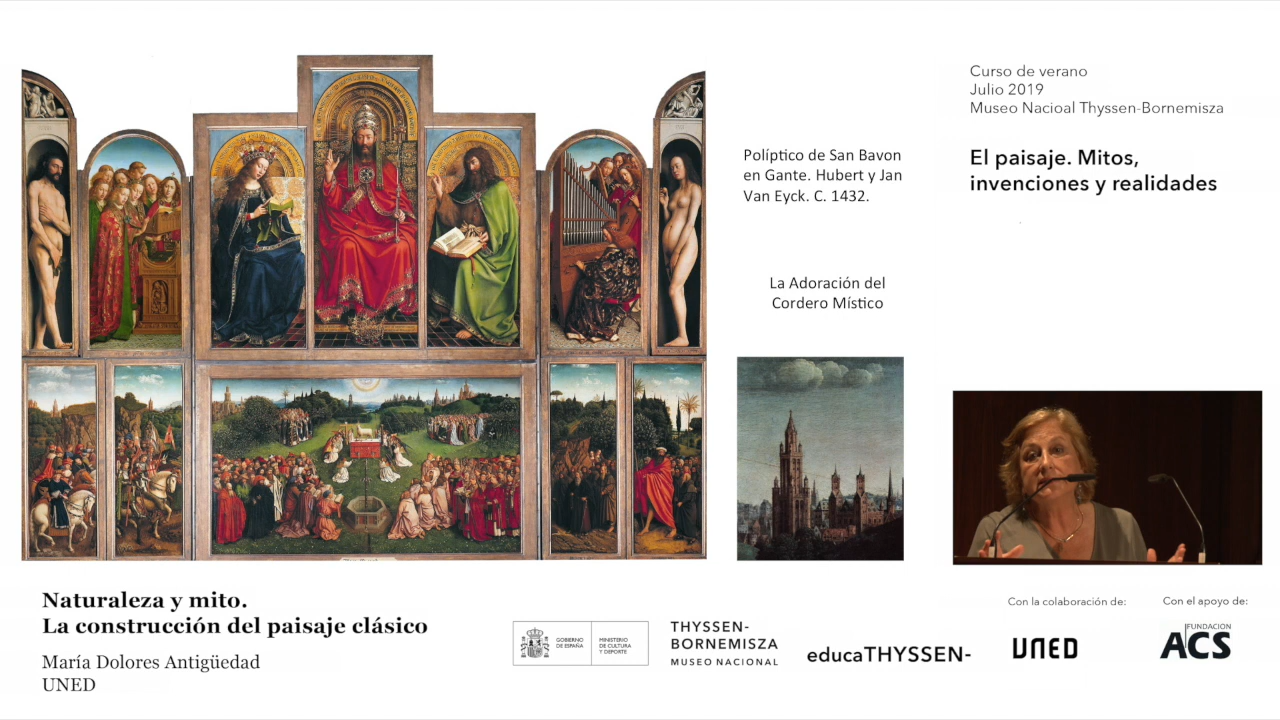 Curso de verano
Julio 2019
Museo Nacioal Thyssen-Bornemisza
El paisaje. Mitos,
invenciones y realidades
Políptico de San Bavon
en Gante. Hubert y Jan
Van Eyck. C. 1432.
La Adoración del
Cordero Místico
Naturaleza y mito.
La construcción del paisaje clásico
María Dolores Antigüedad
UNED
GOBIERNO
DE ESPAÑA
MINISTERIO
DE CULTURA
Y DEPORTE
THYSSEN-
BORNEMISZA
MUSEO NACIONAL
educaTHYSSEN-
Con la colaboración de:
UNED
Con el apoyo de:
FUNDACION
ACS